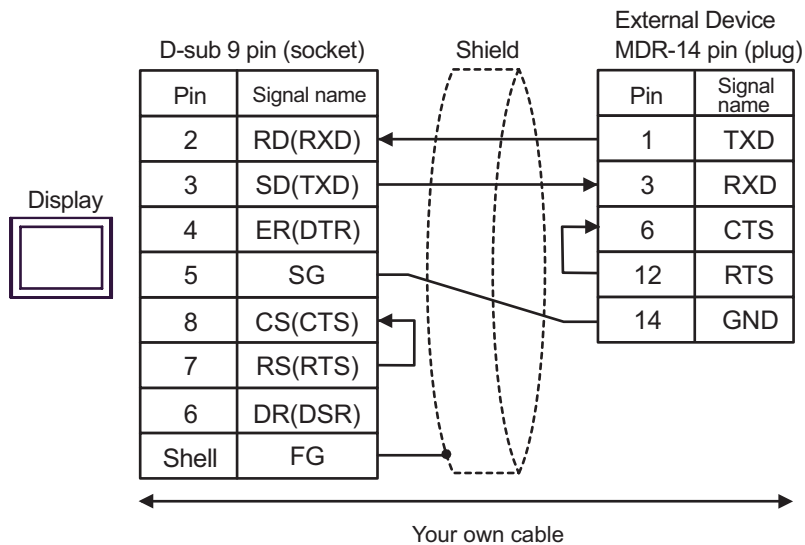 External Device
D-sub 9 pin (socket)
Shield
MDR-14 pin (plug)
Pin Signal name
2 RD(RXD)
3 SD(TXD)
4 ER(DTR)
5 SG
8 CS(CTS)
7 RS(RTS)
6 DR(DSR)
Shell FG
Display
Pin Signal
name
1 TXD
3 RXD
6 CTS
12 RTS
14 GND
Your own cable